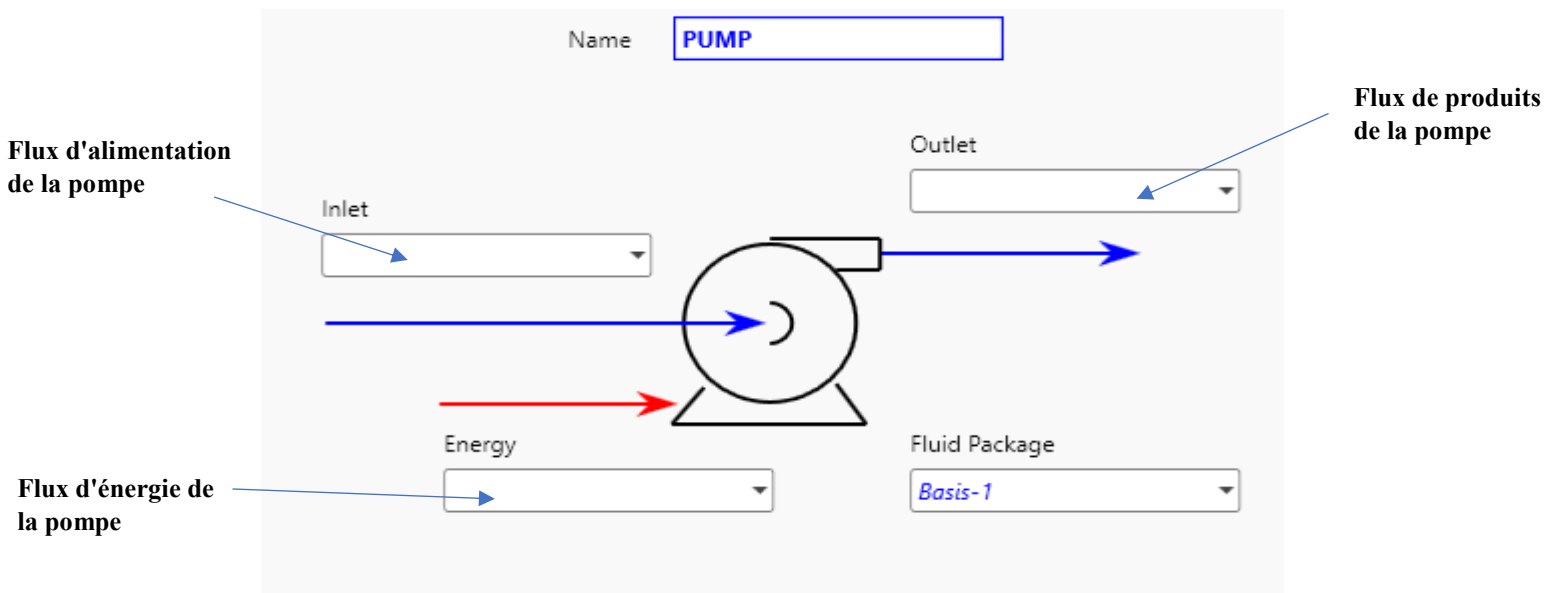 Name
PUMP
Flux de produits
de la pompe
Flux d'alimentation
de la pompe
Outlet
Inlet
Energy
Fluid Package
Basis-1
Flux d'énergie de
la pompe